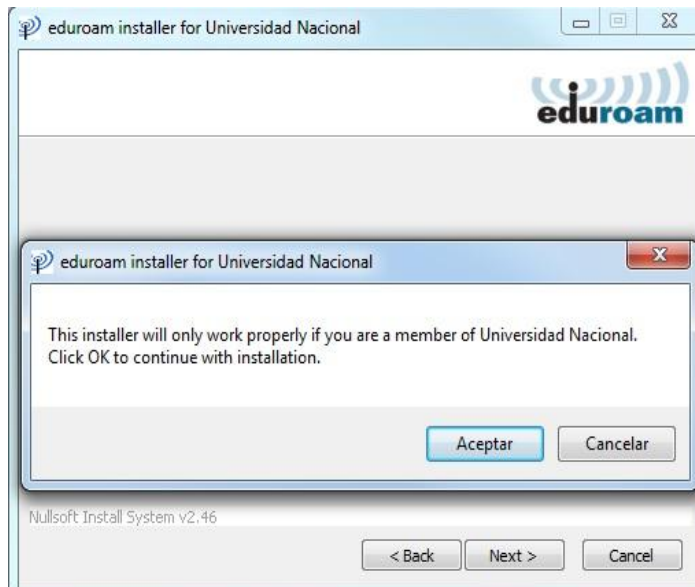 eduroam installer for Universidad Nacional
eduroam
eduroam installer for Universidad Nacional
This installer will only work properly if you are a member of Universidad Nacional.
Click OK to continue with installation.
Aceptar Cancelar
Nullsoft Install System v2.46
< Back Next > Cancel